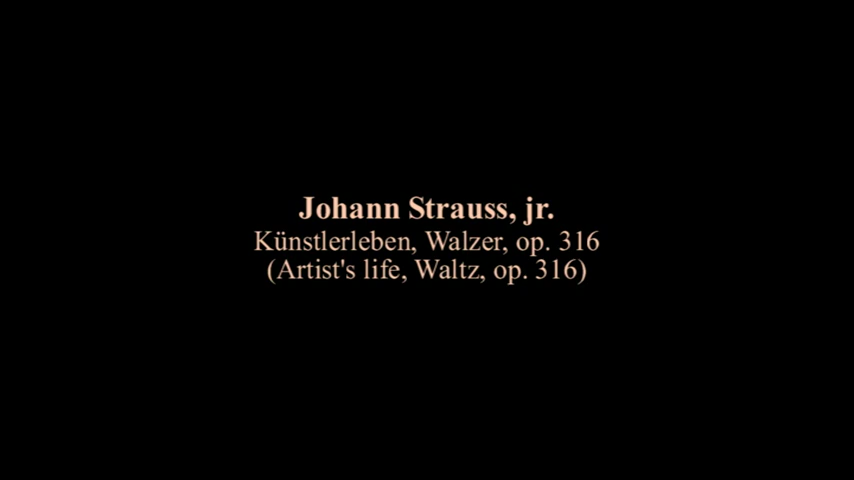 Johann Strauss, jr.
Künstlerleben, Walzer, op. 316
(Artist's life, Waltz, op. 316)